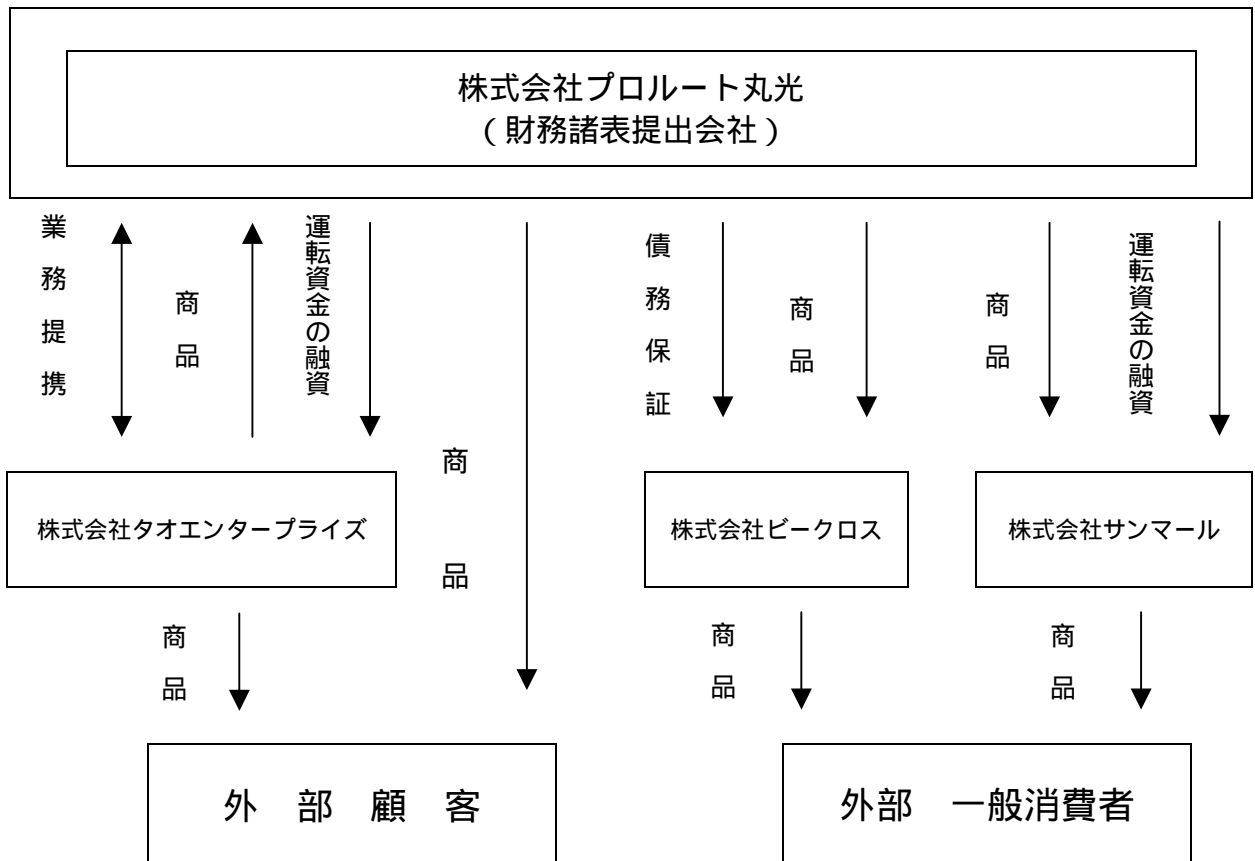 株式会社プロルート丸光
(財務諸表提出会社)
業務提携
商品
運転資金の融資
商品
債務保証
商品
商品
運転資金の融資
株式会社タオエンタープライズ
株式会社ビークロス
株式会社サンマール
商品
商品
商品
外 部 顧 客
外部 一般消費者